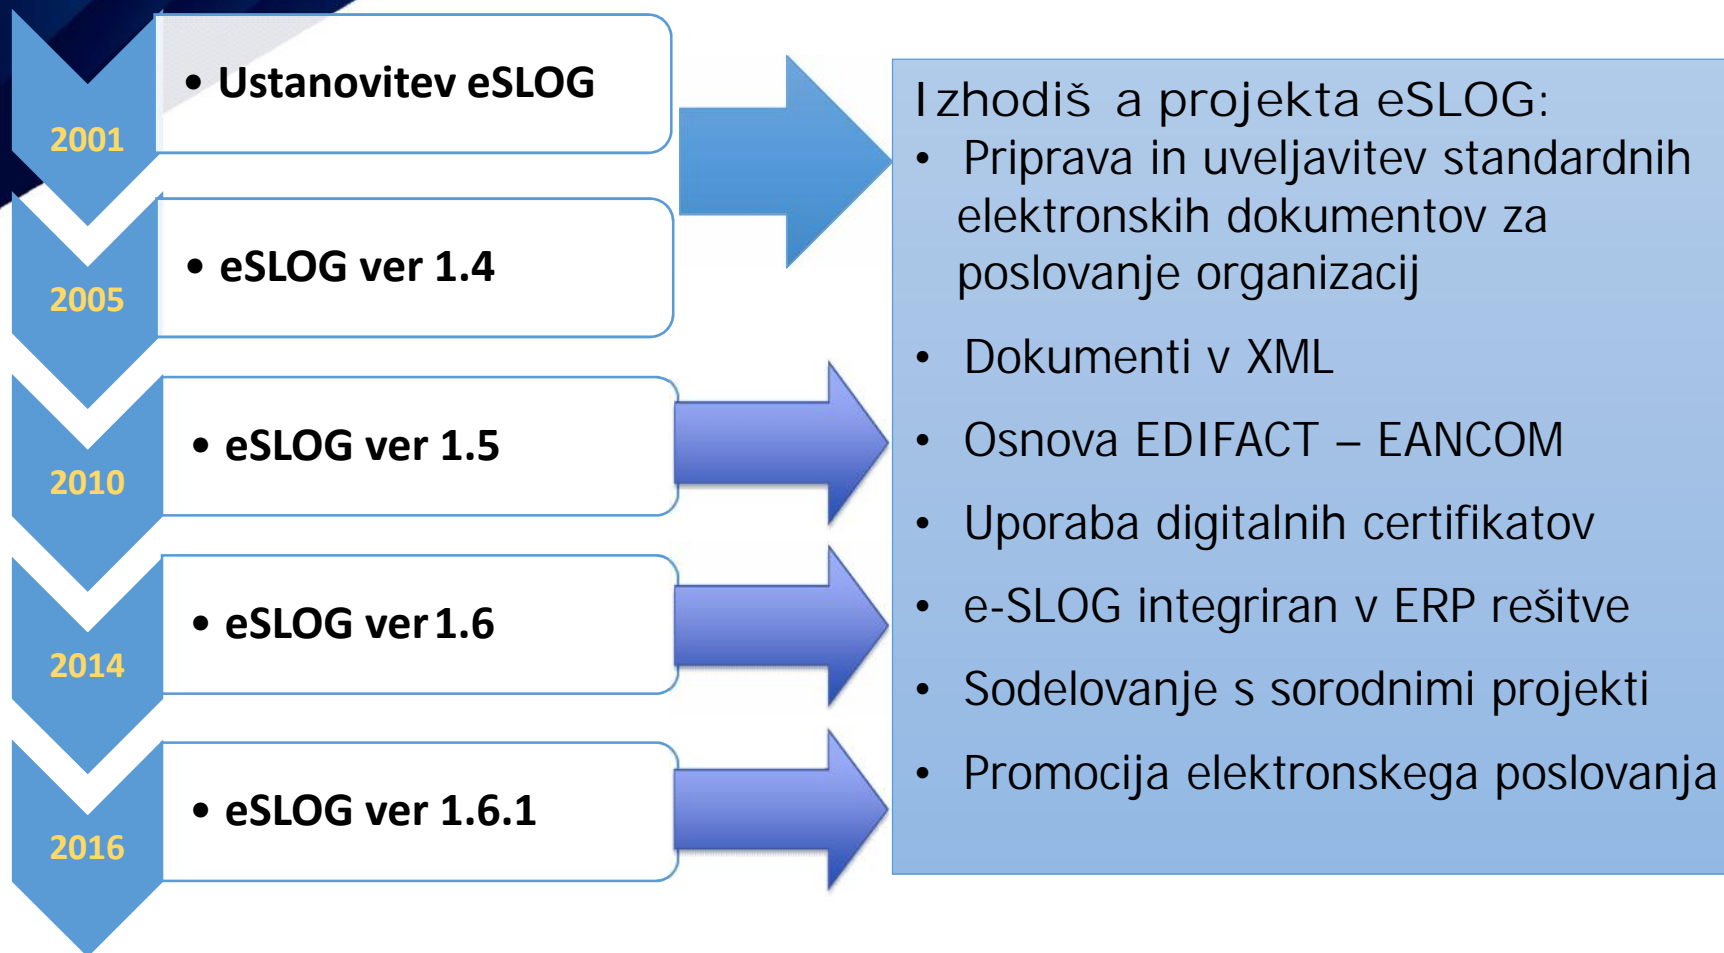 2001
• Ustanovitev eSLOG
2005
• eSLOG ver 1.4
2010
• eSLOG ver 1.5
2014
• eSLOG ver 1.6
2016
• eSLOG ver 1.6.1
Izhodiš a projekta eSLOG:
• Priprava in uveljavitev standardnih
elektronskih dokumentov za
poslovanje organizacij
• Dokumenti v XML
• Osnova EDIFACT – EANCOM
• Uporaba digitalnih certifikatov
• e-SLOG integriran v ERP rešitve
• Sodelovanje s sorodnimi projekti
• Promocija elektronskega poslovanja